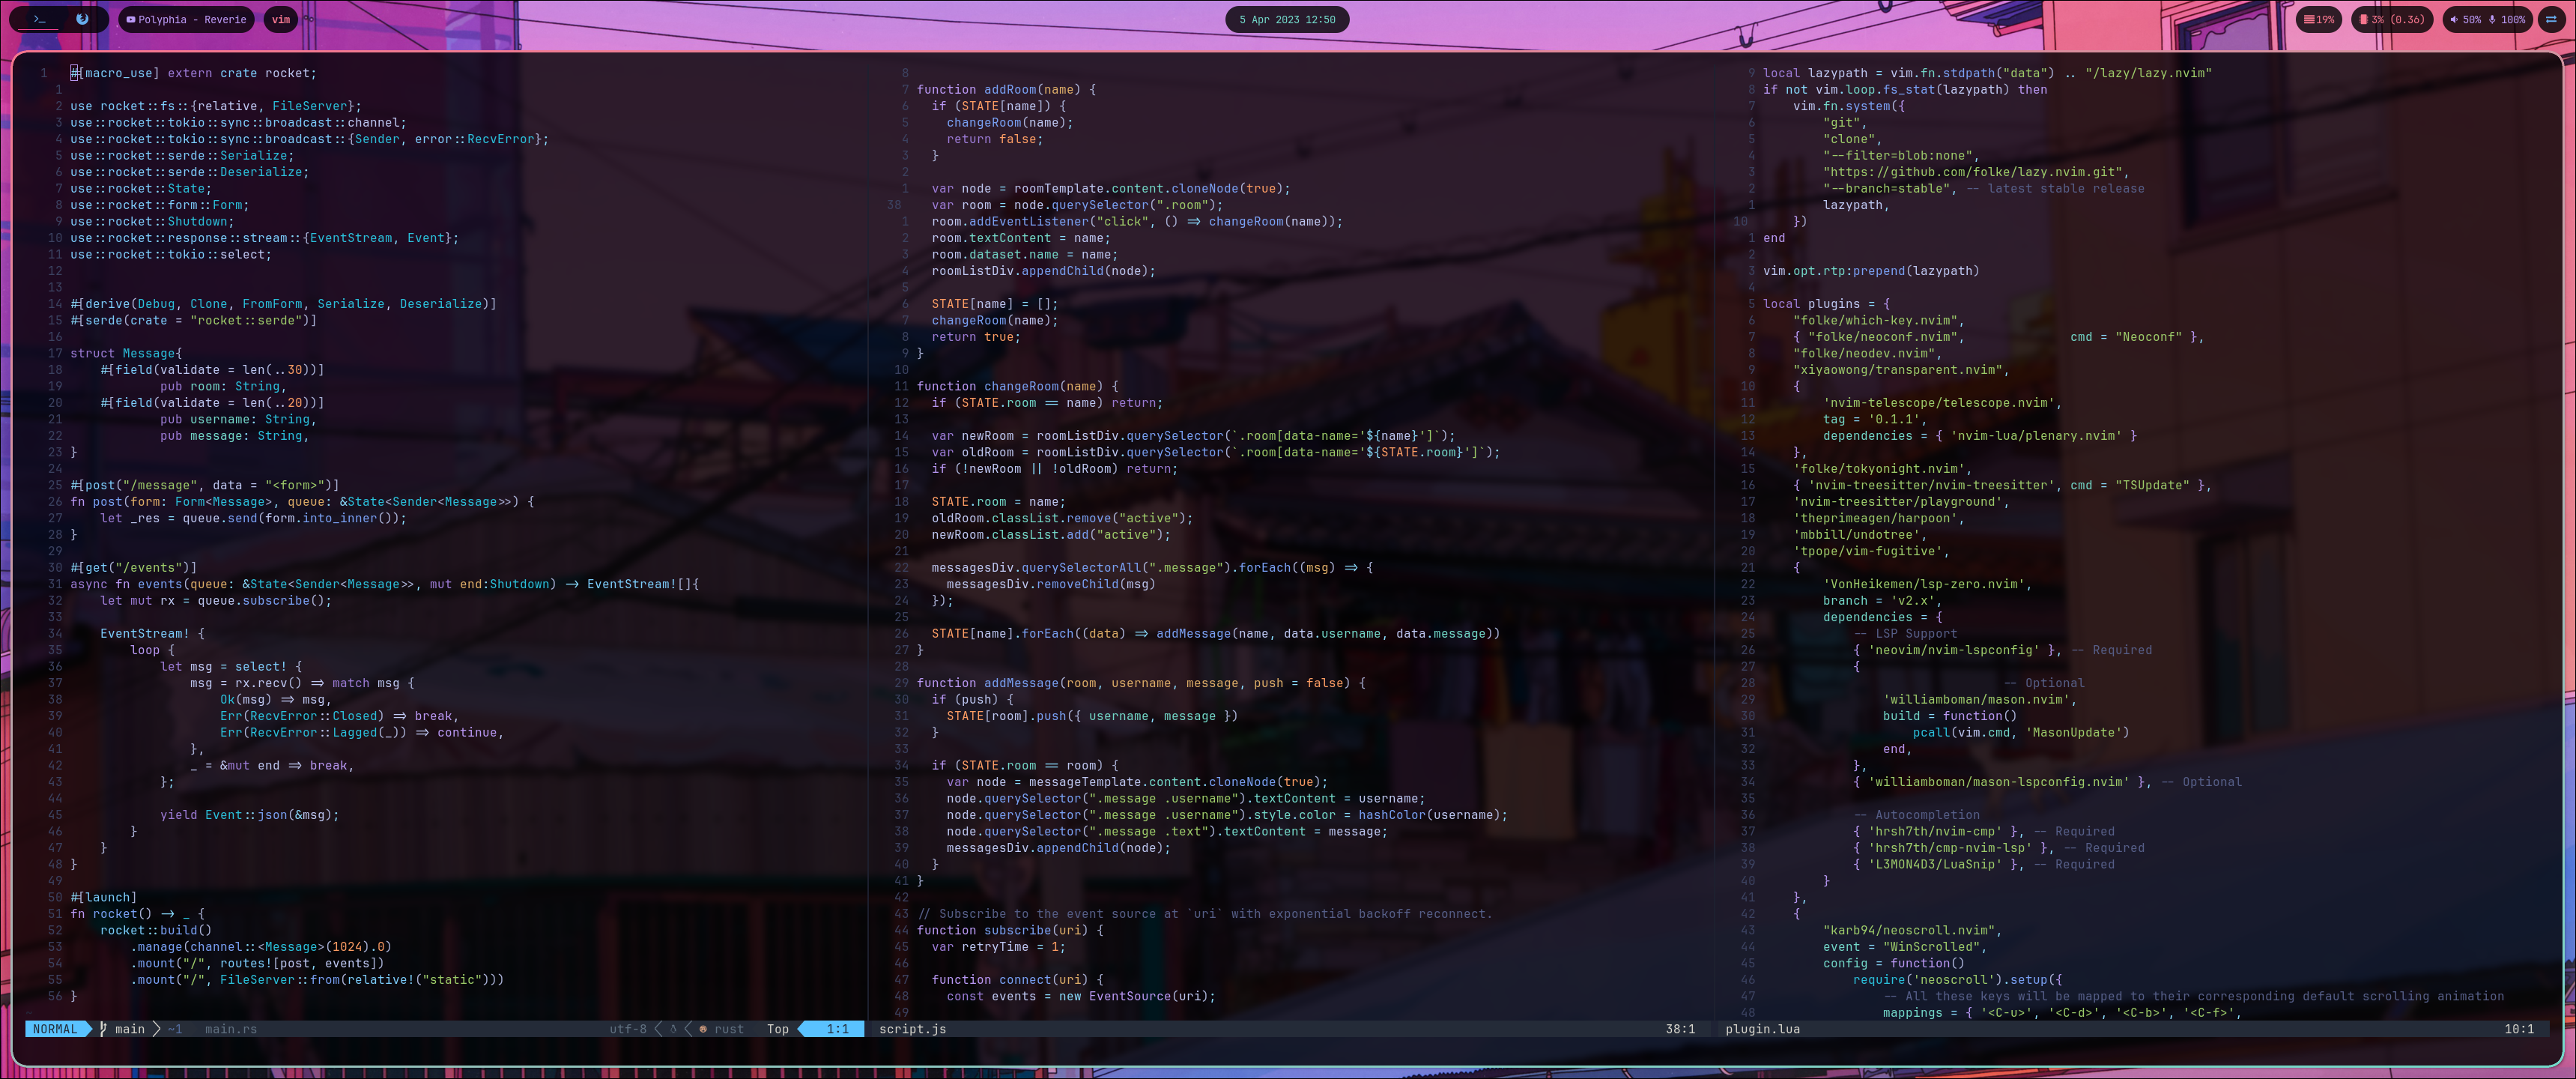 >_
Polyphia - Reverie
vim
5 Apr 2023 12:50
19%
3% (0.36)
50%
100%
1 #[macro_use] extern crate rocket;
1
2 use rocket::fs::{relative, FileServer};
3 use::rocket::tokio::sync::broadcast::channel;
4 use::rocket::tokio::sync::broadcast::{Sender, error::RecvError};
5 use::rocket::serde::Serialize;
6 use::rocket::serde::Deserialize;
7 use::rocket::State;
8 use::rocket::form::Form;
9 use::rocket::Shutdown;
10 use::rocket::response::stream::{EventStream, Event};
11 use::rocket::tokio::select;
12
13
14 #[derive(Debug, Clone, FromForm, Serialize, Deserialize)]
15 #[serde(crate = "rocket::serde")]
16
17 struct Message{
18     #[field(validate = len(..30))]
19             pub room: String,
20     #[field(validate = len(..20))]
21             pub username: String,
22             pub message: String,
23 }
24
25 #[post("/message", data = "<form>")]
26 fn post(form: Form<Message>, queue: &State<Sender<Message>>) {
27     let _res = queue.send(form.into_inner());
28 }
29
30 #[get("/events")]
31 async fn events(queue: &State<Sender<Message>>, mut end:Shutdown) -> EventStream![]{
32     let mut rx = queue.subscribe();
33
34     EventStream! {
35         loop {
36             let msg = select! {
37                 msg = rx.recv() => match msg {
38                     Ok(msg) => msg,
39                     Err(RecvError::Closed) => break,
40                     Err(RecvError::Lagged(_)) => continue,
41                 },
42                 _ = &mut end => break,
43             };
44
45             yield Event::json(&msg);
46         }
47     }
48 }
49
50 #[launch]
51 fn rocket() -> _ {
52     rocket::build()
53         .manage(channel::<Message>(1024).0)
54         .mount("/", routes![post, events])
55         .mount("/", FileServer::from(relative!("static")))
56 }
~
NORMAL main ~1 main.rs utf-8 rust Top 1:1
8
7 function addRoom(name) {
6   if (STATE[name]) {
5     changeRoom(name);
4     return false;
3   }
2
1   var node = roomTemplate.content.cloneNode(true);
38   var room = node.querySelector(".room");
1   room.addEventListener("click", () => changeRoom(name));
2   room.textContent = name;
3   room.dataset.name = name;
4   roomListDiv.appendChild(node);
5
6   STATE[name] = [];
7   changeRoom(name);
8   return true;
9 }
10
11 function changeRoom(name) {
12   if (STATE.room == name) return;
13
14   var newRoom = roomListDiv.querySelector(`.room[data-name='${name}']`);
15   var oldRoom = roomListDiv.querySelector(`.room[data-name='${STATE.room}']`);
16   if (!newRoom || !oldRoom) return;
17
18   STATE.room = name;
19   oldRoom.classList.remove("active");
20   newRoom.classList.add("active");
21
22   messagesDiv.querySelectorAll(".message").forEach((msg) => {
23     messagesDiv.removeChild(msg)
24   });
25
26   STATE[name].forEach((data) => addMessage(name, data.username, data.message))
27 }
28
29 function addMessage(room, username, message, push = false) {
30   if (push) {
31     STATE[room].push({ username, message })
32   }
33
34   if (STATE.room == room) {
35     var node = messageTemplate.content.cloneNode(true);
36     node.querySelector(".message .username").textContent = username;
37     node.querySelector(".message .username").style.color = hashColor(username);
38     node.querySelector(".message .text").textContent = message;
39     messagesDiv.appendChild(node);
40   }
41 }
42
43 // Subscribe to the event source at `uri` with exponential backoff reconnect.
44 function subscribe(uri) {
45   var retryTime = 1;
46
47   function connect(uri) {
48     const events = new EventSource(uri);
49
script.js 38:1
9 local lazypath = vim.fn.stdpath("data") .. "/lazy/lazy.nvim"
8 if not vim.loop.fs_stat(lazypath) then
7     vim.fn.system({
6         "git",
5         "clone",
4         "--filter=blob:none",
3         "https://github.com/folke/lazy.nvim.git",
2         "--branch=stable", -- latest stable release
1         lazypath,
10     })
1 end
2
3 vim.opt.rtp:prepend(lazypath)
4
5 local plugins = {
6     "folke/which-key.nvim",
7     { "folke/neoconf.nvim",              cmd = "Neoconf" },
8     "folke/neodev.nvim",
9     "xiyaowong/transparent.nvim",
10     {
11         'nvim-telescope/telescope.nvim',
12         tag = '0.1.1',
13         dependencies = { 'nvim-lua/plenary.nvim' }
14     },
15     'folke/tokyonight.nvim',
16     { 'nvim-treesitter/nvim-treesitter', cmd = "TSUpdate" },
17     'nvim-treesitter/playground',
18     'theprimeagen/harpoon',
19     'mbbill/undotree',
20     'tpope/vim-fugitive',
21     {
22         'VonHeikemen/lsp-zero.nvim',
23         branch = 'v2.x',
24         dependencies = {
25             -- LSP Support
26             { 'neovim/nvim-lspconfig' }, -- Required
27             {
28                                 -- Optional
29                 'williamboman/mason.nvim',
30                 build = function()
31                     pcall(vim.cmd, 'MasonUpdate')
32                 end,
33             },
34             { 'williamboman/mason-lspconfig.nvim' }, -- Optional
35
36             -- Autocompletion
37             { 'hrsh7th/nvim-cmp' }, -- Required
38             { 'hrsh7th/cmp-nvim-lsp' }, -- Required
39             { 'L3MON4D3/LuaSnip' }, -- Required
40         }
41     },
42     {
43         "karb94/neoscroll.nvim",
44         event = "WinScrolled",
45         config = function()
46             require('neoscroll').setup({
47                 -- All these keys will be mapped to their corresponding default scrolling animation
48                 mappings = { '<C-u>', '<C-d>', '<C-b>', '<C-f>',
plugin.lua 10:1